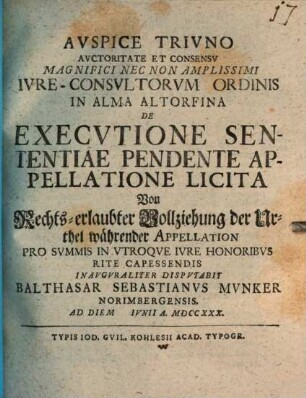 17
AVSPICE TRIVNO
AVCTORITATE ET CONSENSV
MAGNIFICI NEC NON AMPLISSIMI
IVRE-CONSVLTORVM ORDINIS
IN ALMA ALTORFINA
DE
EXECVTIONE SEN-
TENTIAE PENDENTE AP-
PELLATIONE LICITA
Von
Rechts-erlaubter Vollziehung der Ur-
thel während er APPELLATION
PRO SVMMIS IN VTROQVE IVRE HONORIBVS
RITE CAPESSENDIS
INAVGVRALITER DISPVTABIT
BALTHASAR SEBASTIANVS MVNKER
NORIMBERGENSIS.
AD DIEM IVNII A. MDCCXXX.
TYPIS IOD. GVIL. KOHLESII ACAD. TYPOGR.